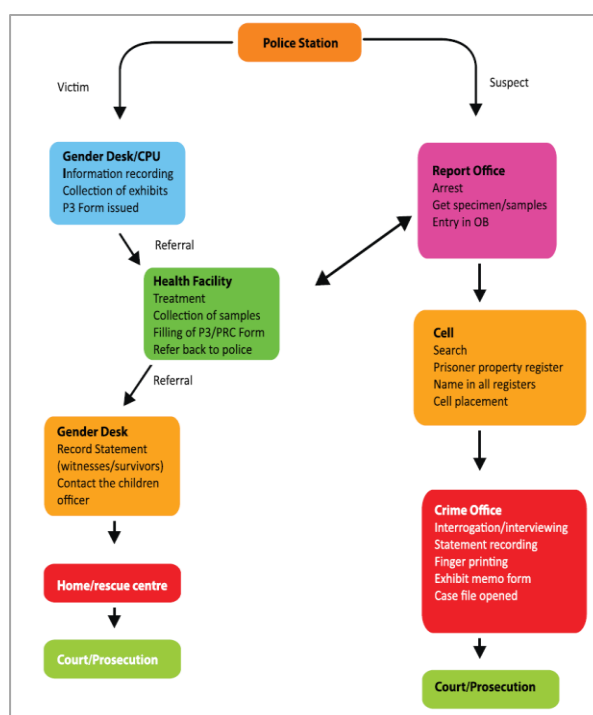 Police Station
Victim
Suspect
Gender Desk/CPU
Information recording
Collection of exhibits
P3 Form issued
Report Office
Arrest
Get specimen/samples
Entry in OB
Referral
Health Facility
Treatment
Collection of samples
Filling of P3/PRC Form
Refer back to police
Cell
Search
Prisoner property register
Name in all registers
Cell placement
Referral
Gender Desk
Record Statement
(witnesses/survivors)
Contact the children
officer
Crime Office
Interrogation/interviewing
Statement recording
Finger printing
Exhibit memo form
Case file opened
Home/rescue centre
Court/Prosecution
Court/Prosecution